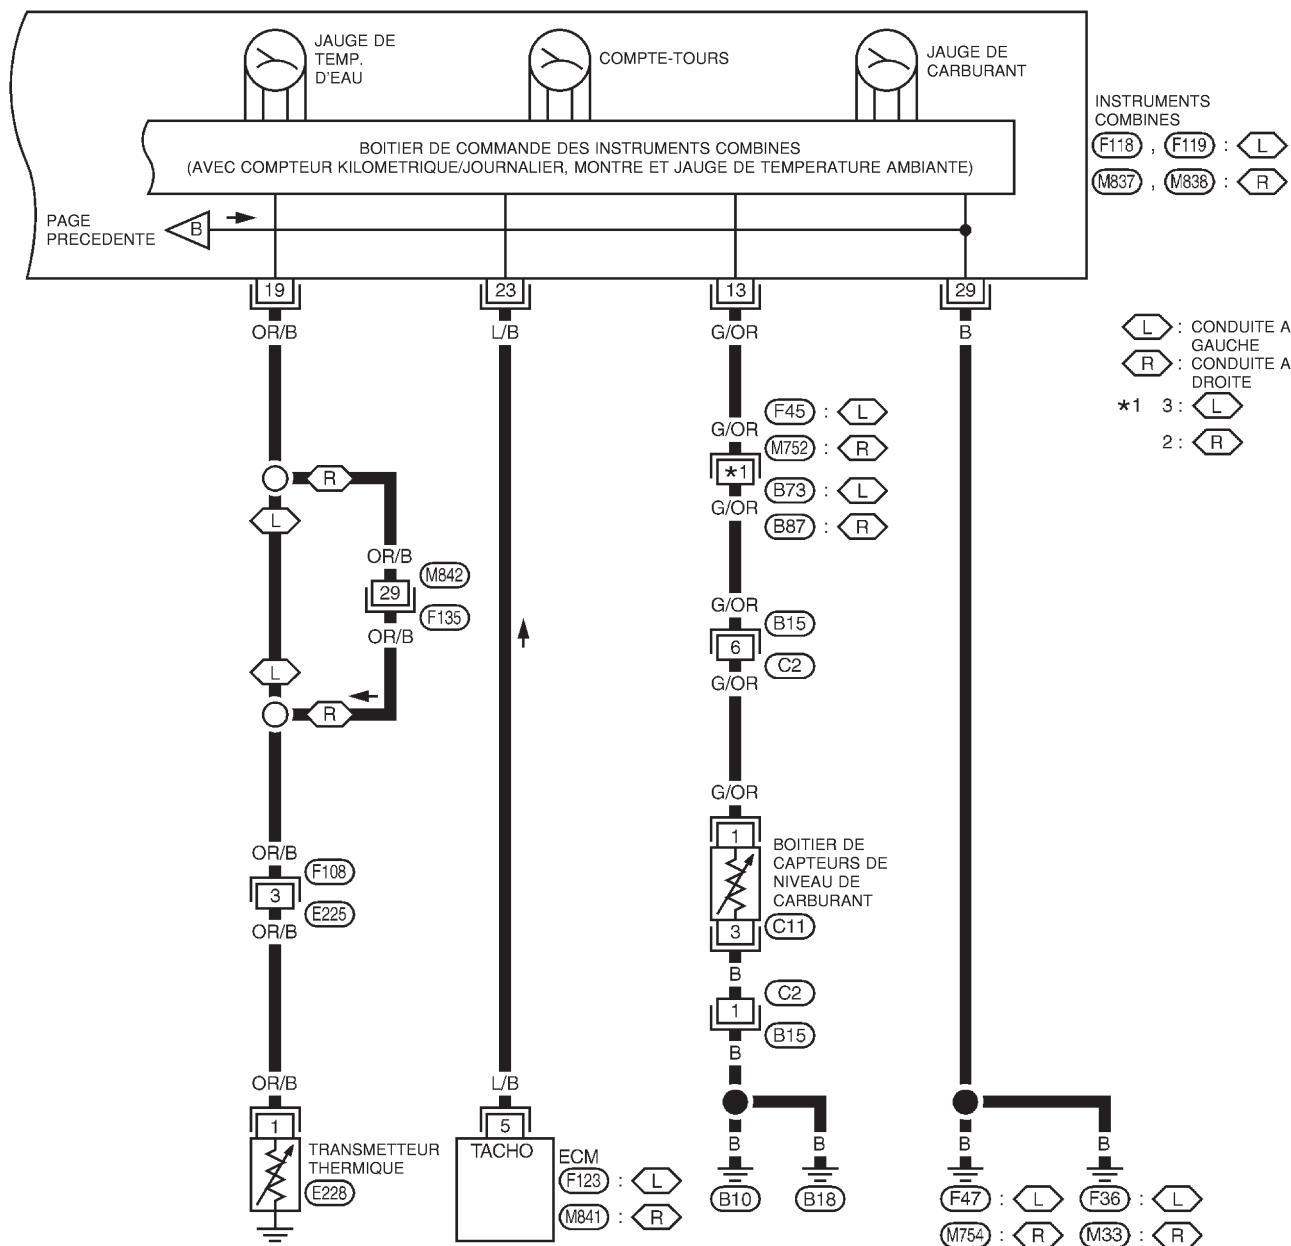 JAUGE DE
TEMP.
D'EAU
COMPTE-TOURS
JAUGE DE
CARBURANT
BOITIER DE COMMANDE DES INSTRUMENTS COMBINES
(AVEC COMPTEUR KILOMETRIQUE/JOURNALIER, MONTRE ET JAUGE DE TEMPERATURE AMBIANTE)
INSTRUMENTS
COMBINES
F118 , F119 : L
M837 , M838 : R
PAGE
PRECEDENTE
B
19 23 13 29
OR/B L/B G/OR B
L : CONDUITE A
GAUCHE
R : CONDUITE A
DROITE
*1 3 : L
2 : R
F45 : L
G/OR
M752 : R
*1
B73 : L
G/OR
B87 : R
R
L
OR/B
M842
29
F135
OR/B
L
R
G/OR
B15
6
C2
G/OR
G/OR
1
BOITIER DE
CAPTEURS DE
NIVEAU DE
CARBURANT
3
C11
B
C2
1
B15
B
OR/B
F108
3
E225
OR/B
OR/B
1
TRANSMETTEUR
THERMIQUE
E228
L/B
5
TACHO
ECM
F123 : L
M841 : R
B B
B10 B18
B B
F47 : L F36 : L
M754 : R M33 : R